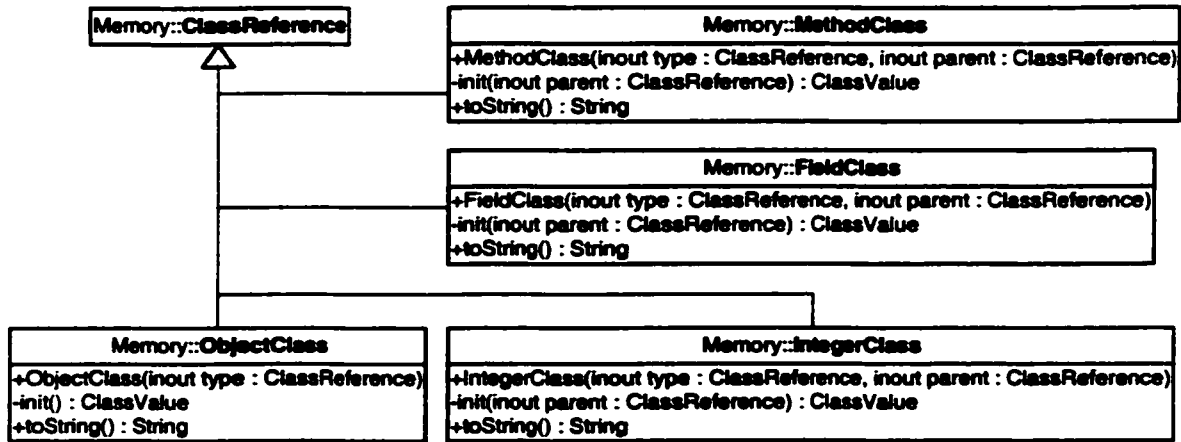 Memory::ClassReference
Memory::MethodClass
+MethodClass(inout type : ClassReference, inout parent : ClassReference)
-init(inout parent : ClassReference) : ClassValue
+toString() : String
Memory::FieldClass
+FieldClass(inout type : ClassReference, inout parent : ClassReference)
-init(inout parent : ClassReference) : ClassValue
+toString() : String
Memory::ObjectClass
+ObjectClass(inout type : ClassReference)
-init() : ClassValue
+toString() : String
Memory::IntegerClass
+IntegerClass(inout type : ClassReference, inout parent : ClassReference)
-init(inout parent : ClassReference) : ClassValue
+toString() : String